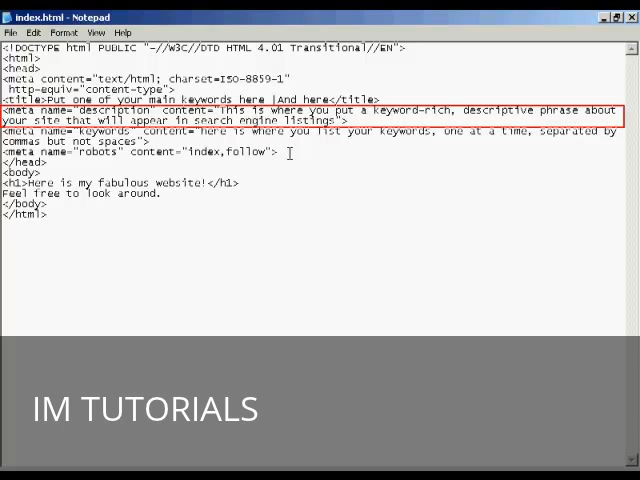 index.html - Notepad
File Edit Format View Help
<!DOCTYPE html PUBLIC "-//W3C//DTD HTML 4.01 Transitional//EN">
<html>
<head>
<meta content="text/html; charset=ISO-8859-1"
http-equiv="content-type">
<title>Put one of your main keywords here |And here</title>
<meta name="description" content="This is where you put a keyword-rich, descriptive phrase about
your site that will appear in search engine listings">
<meta name="keywords" content="here is where you list your keywords, one at a time, separated by
commas but not spaces">
<meta name="robots" content="index,follow">
</head>
<body>
<h1>Here is my fabulous website!</h1>
Feel free to look around.
</body>
</html>
IM TUTORIALS